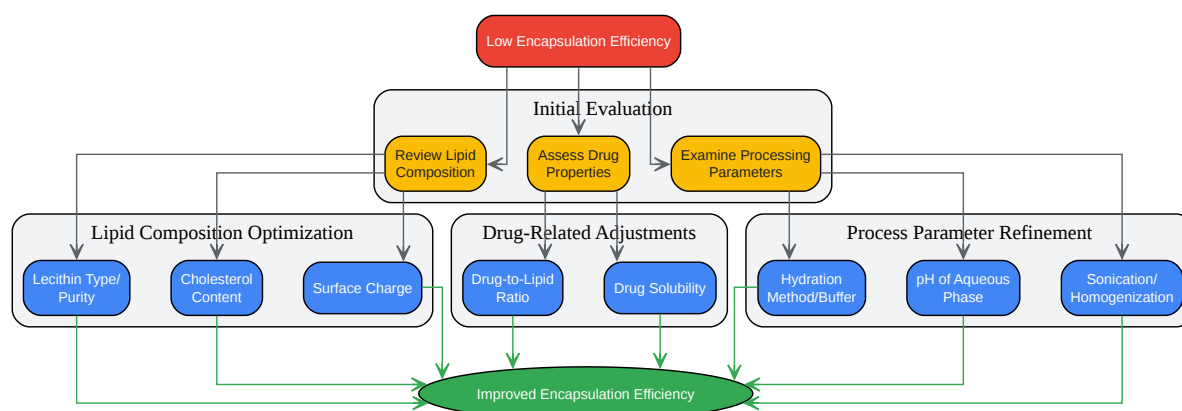 Low Encapsulation Efficiency
Initial Evaluation
Review Lipid
Composition
Assess Drug
Properties
Examine Processing
Parameters
Lipid Composition Optimization
Drug-Related Adjustments
Process Parameter Refinement
Lecithin Type/
Purity
Cholesterol
Content
Surface Charge
Drug-to-Lipid
Ratio
Drug Solubility
Hydration
Method/Buffer
pH of Aqueous
Phase
Sonication/
Homogenization
Improved Encapsulation Efficiency